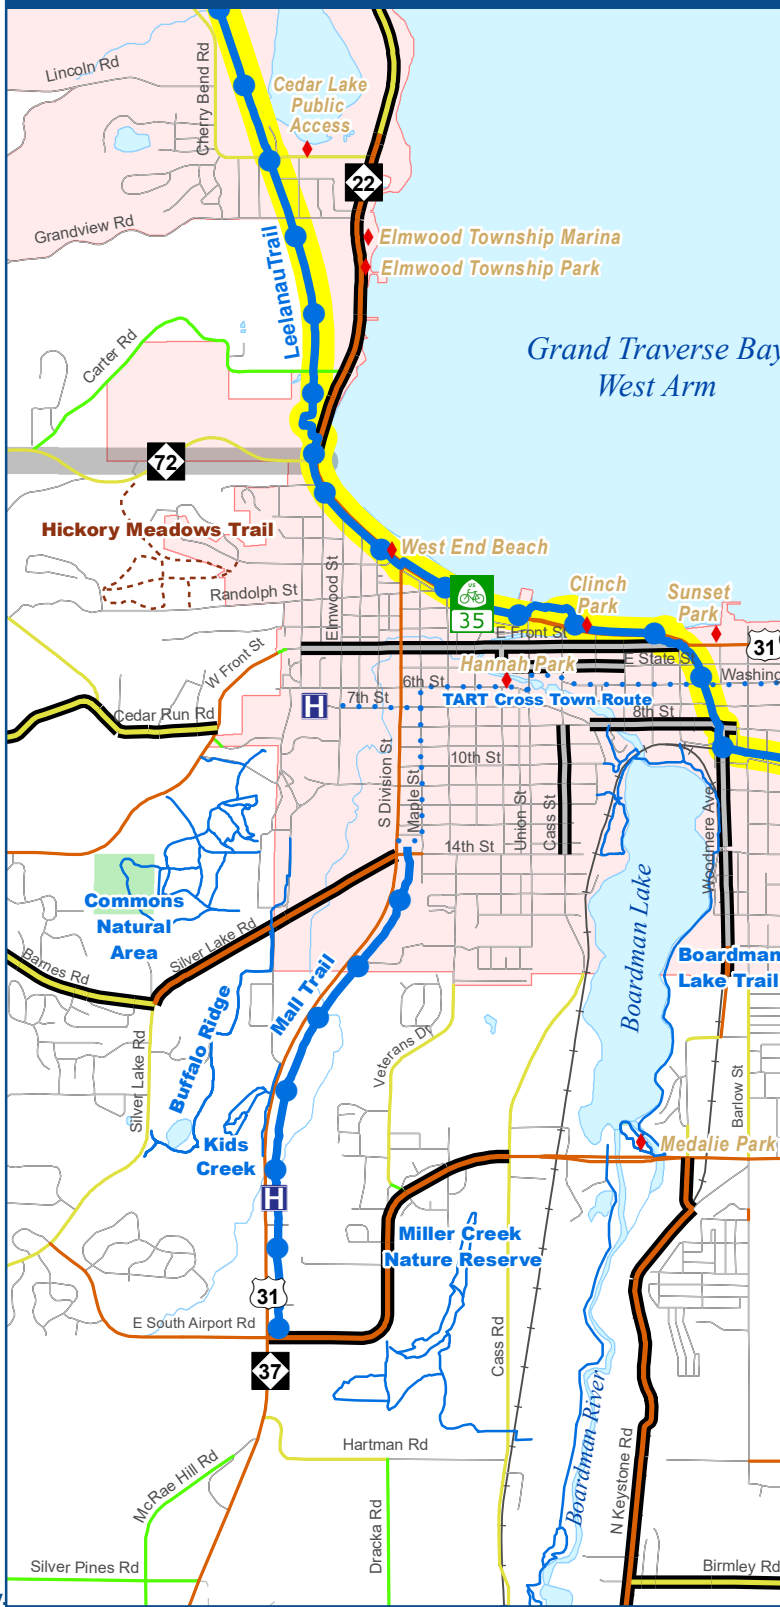 Lincoln Rd
Cherry Bend Rd
Cedar Lake
Public
Access
22
Grandview Rd
Elmwood Township Marina
Elmwood Township Park
Leelanau Trail
Carter Rd
Grand Traverse Bay
West Arm
72
Hickory Meadows Trail
West End Beach
Randolph St
Elmwood St
US
35
Clinch
Park
Sunset
Park
E Front St
31
W Front St
Hannah Park
E State St
Washing
6th St
7th St
H
TART Cross Town Route
8th St
Cedar Run Rd
S Division St
Maple St
10th St
Union St
Cass St
14th St
Woodmere Ave
Boardman Lake
Commons
Natural
Area
Silver Lake Rd
Barnes Rd
Boardman
Lake Trail
Mall Trail
Buffalo Ridge
Silver Lake Rd
Veterans Dr
Barlow St
Kids
Creek
Medalie Park
H
Miller Creek
Nature Reserve
31
E South Airport Rd
37
Cass Rd
Boardman River
N Keystone Rd
Hartman Rd
McRae Hill Rd
Dracka Rd
Silver Pines Rd
Birmley Rd